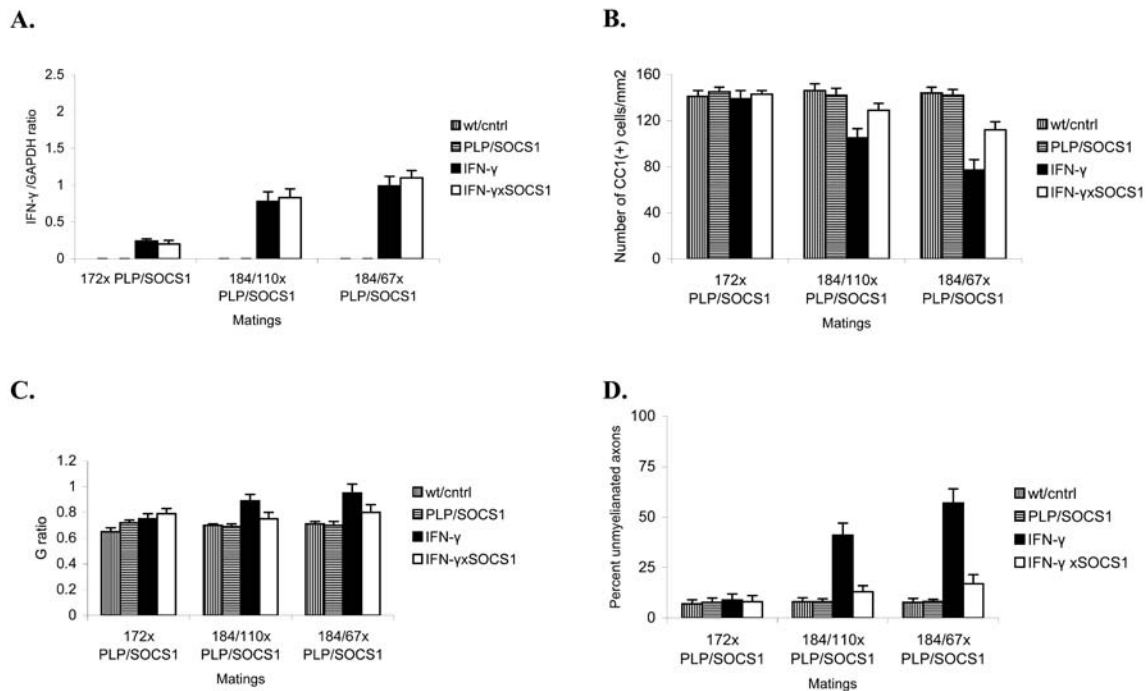 A.
2.5
2
1.5
1
0.5
0
IFN-γ /GAPDH ratio
172x PLP/SOCS1
184/110x
PLP/SOCS1
184/67x
PLP/SOCS1
Matings
wt/cntrl
PLP/SOCS1
IFN-γ
IFN-γxSOCS1
B.
160
120
80
40
0
Number of CC1(+) cells/mm2
172x
PLP/SOCS1
184/110x
PLP/SOCS1
184/67x
PLP/SOCS1
Matings
wt/cntrl
PLP/SOCS1
IFN-γ
IFN-γxSOCS1
C.
1.2
1
0.8
0.6
0.4
0.2
0
G ratio
172x
PLP/SOCS1
184/110x
PLP/SOCS1
184/67x
PLP/SOCS1
Matings
wt/cntrl
PLP/SOCS1
IFN-γ
IFN-γxSOCS1
D.
100
75
50
25
0
Percent unmyelianated axons
172x
PLP/SOCS1
184/110x
PLP/SOCS1
184/67x
PLP/SOCS1
Matings
wt/cntrl
PLP/SOCS1
IFN-γ
IFN-γ xSOCS1